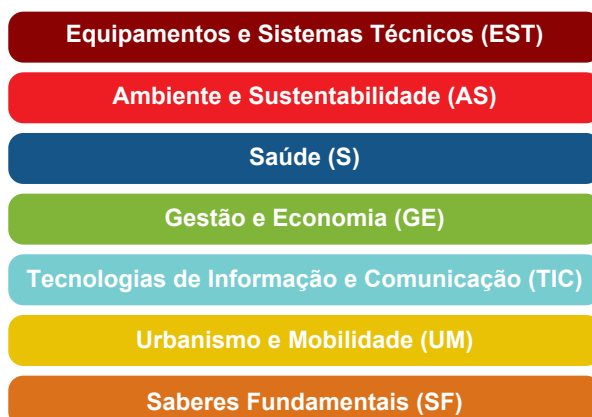 Equipamentos e Sistemas Técnicos (EST)
Ambiente e Sustentabilidade (AS)
Saúde (S)
Gestão e Economia (GE)
Tecnologias de Informação e Comunicação (TIC)
Urbanismo e Mobilidade (UM)
Saberes Fundamentais (SF)